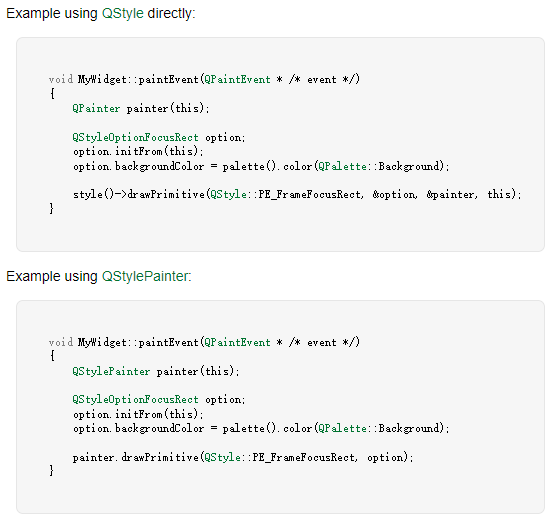 Example using QStyle directly:
void MyWidget::paintEvent(QPaintEvent * /* event */)
{
    QPainter painter(this);

    QStyleOptionFocusRect option;
    option.initFrom(this);
    option.backgroundColor = palette().color(QPalette::Background);

    style()->drawPrimitive(QStyle::PE_FrameFocusRect, &option, &painter, this);
}
Example using QStylePainter:
void MyWidget::paintEvent(QPaintEvent * /* event */)
{
    QStylePainter painter(this);

    QStyleOptionFocusRect option;
    option.initFrom(this);
    option.backgroundColor = palette().color(QPalette::Background);

    painter.drawPrimitive(QStyle::PE_FrameFocusRect, option);
}